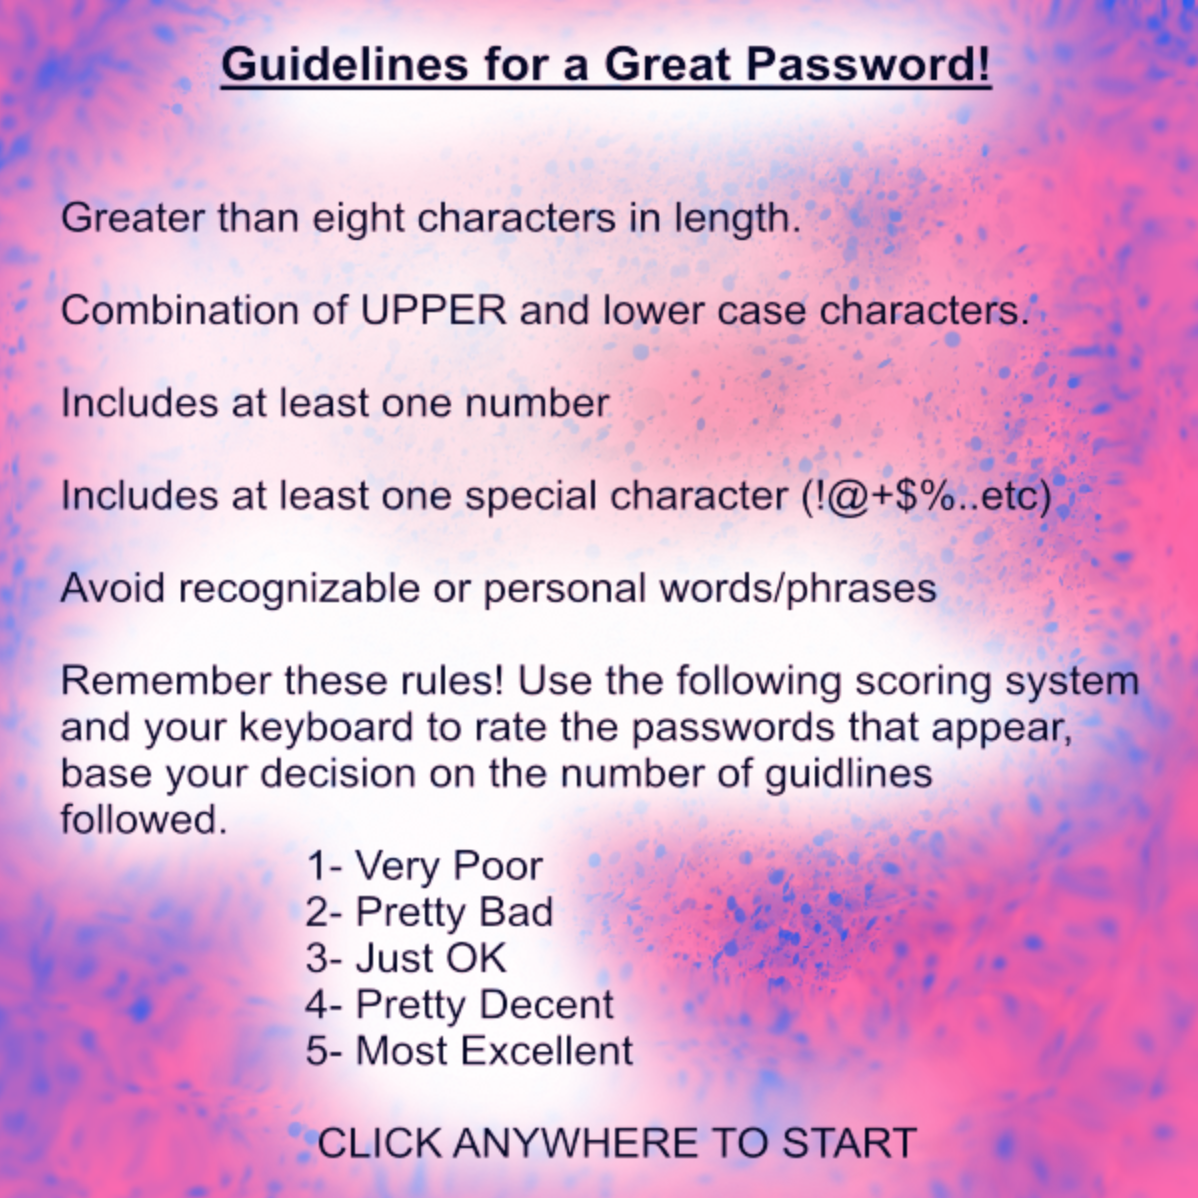 Guidelines for a Great Password!
Greater than eight characters in length.
Combination of UPPER and lower case characters.
Includes at least one number
Includes at least one special character (!@+$%..etc)
Avoid recognizable or personal words/phrases
Remember these rules! Use the following scoring system
and your keyboard to rate the passwords that appear,
base your decision on the number of guidlines
followed.
1- Very Poor
2- Pretty Bad
3- Just OK
4- Pretty Decent
5- Most Excellent
CLICK ANYWHERE TO START